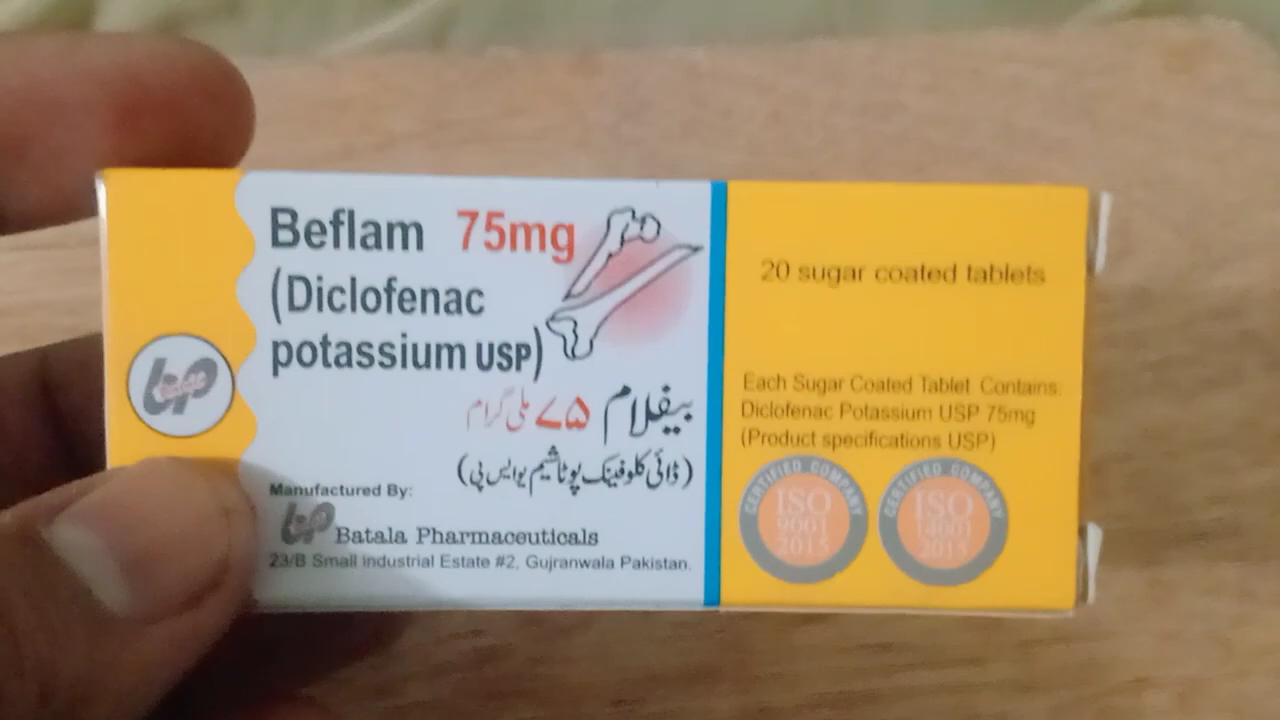 Beflam 75mg
(Diclofenac
potassium USP)
بیفلام ۷۵ ملی گرام
(ڈائی کلوفینک پوٹاشیم یو ایس پی)
Manufactured By:
bp Batala Pharmaceuticals
23/B Small industrial Estate #2, Gujranwala Pakistan.
20 sugar coated tablets
Each Sugar Coated Tablet Contains:
Diclofenac Potassium USP 75mg
(Product specifications USP)
CERTIFIED COMPANY
ISO
9001
2015
CERTIFIED COMPANY
ISO
14001
2015